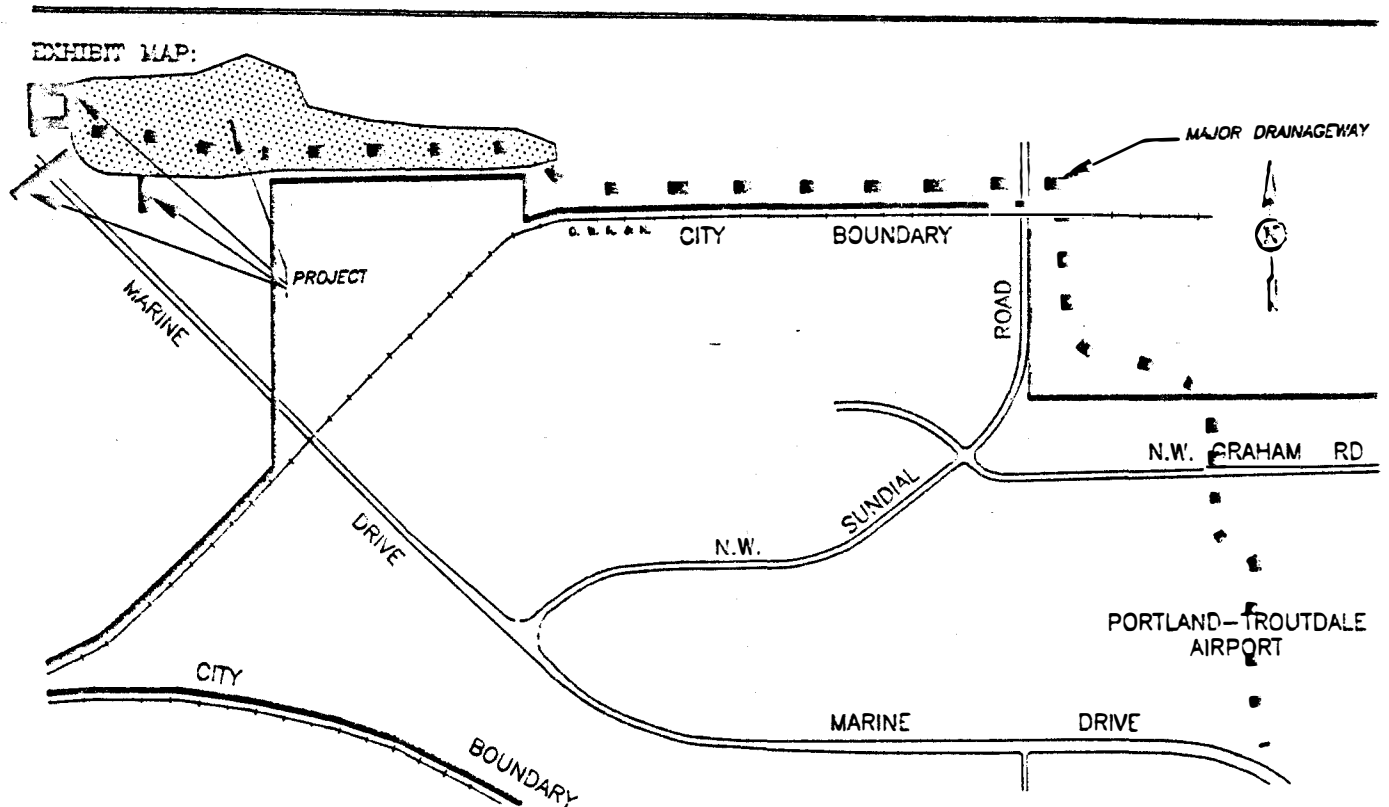 EXHIBIT MAP:
MAJOR DRAINAGEWAY
CITY BOUNDARY
PROJECT
MARINE
ROAD
N.W. GRAHAM RD
SUNDIAL
DRIVE
N.W.
PORTLAND-TROUTDALE
AIRPORT
CITY
MARINE DRIVE
BOUNDARY